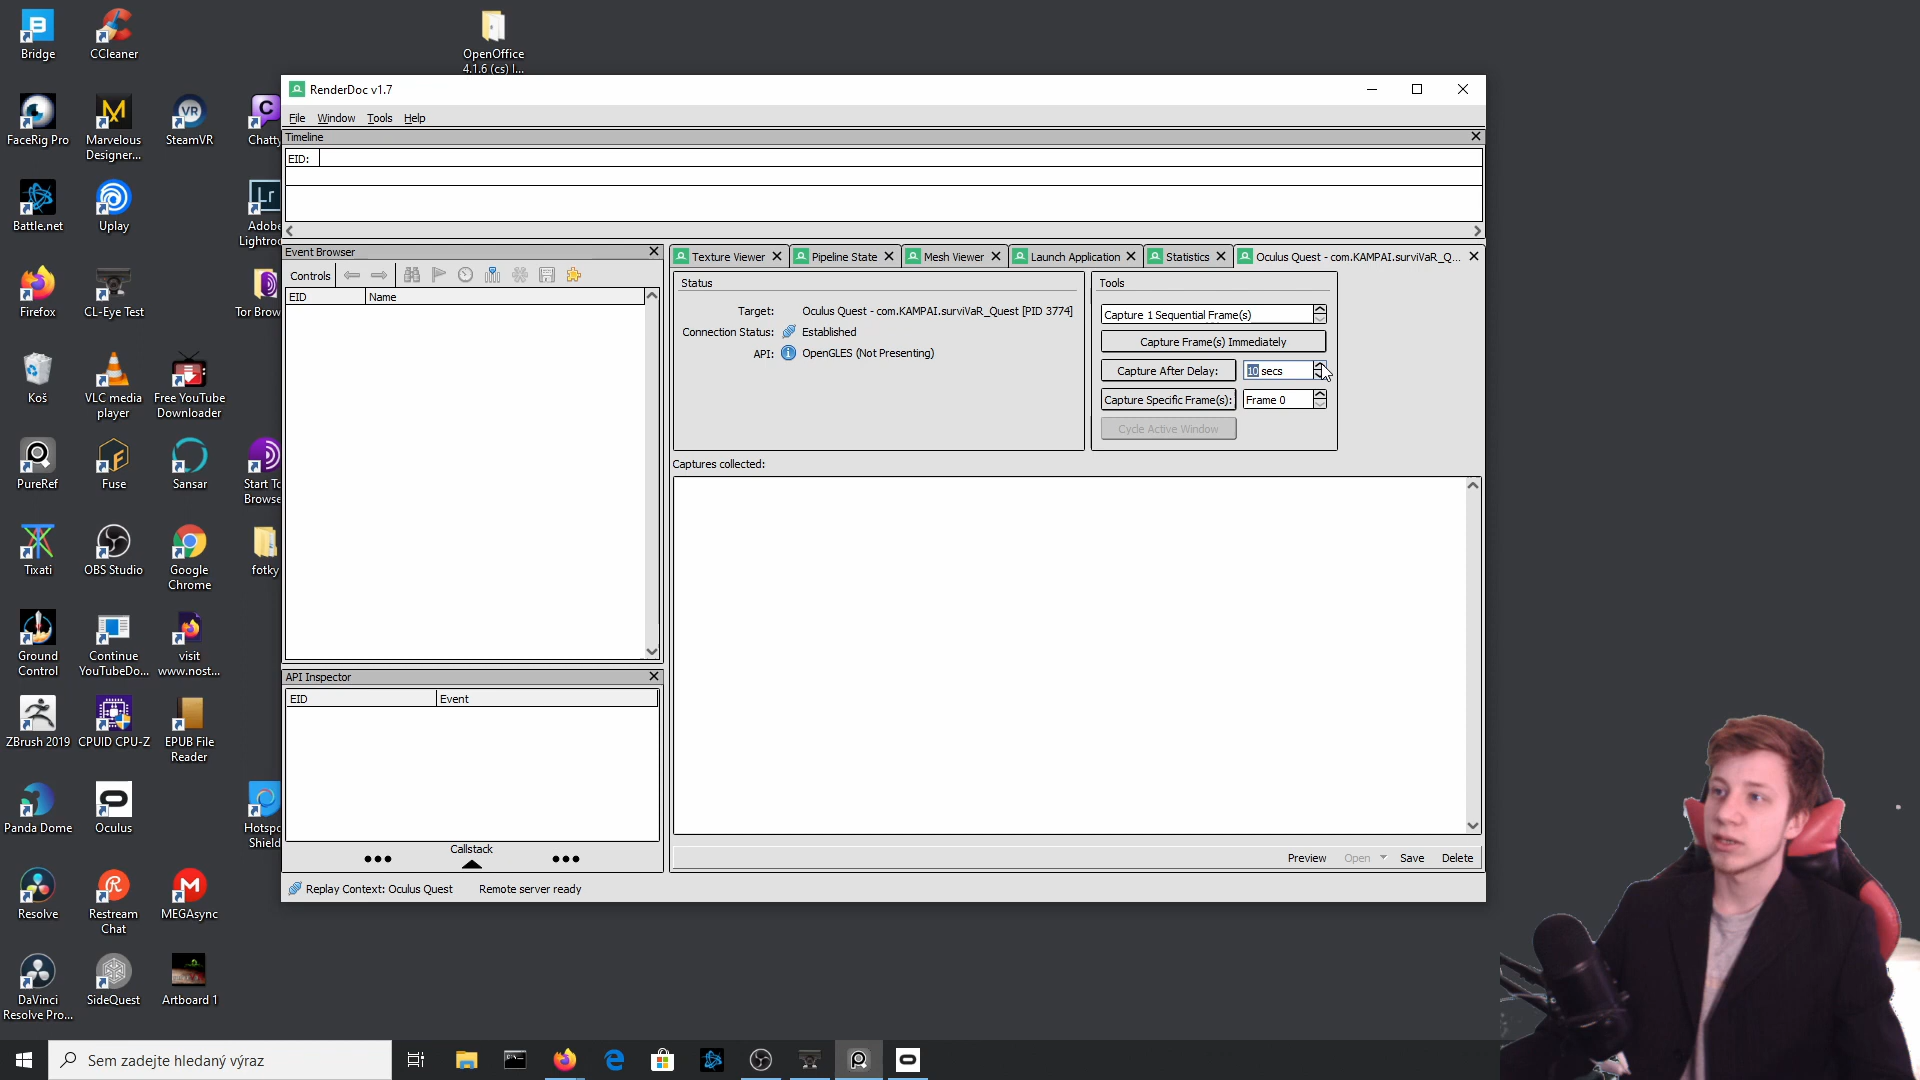 Bridge
CCleaner
OpenOffice
4.1.6 (cs) I...
FaceRig Pro
Marvelous
Designer...
SteamVR
Chatty
Battle.net
Uplay
Adobe
Lightroo
Firefox
CL-Eye Test
Tor Brow
Koš
VLC media
player
Free YouTube
Downloader
PureRef
Fuse
Sansar
Start To
Browse
Tixati
OBS Studio
Google
Chrome
fotky
Ground
Control
Continue
YouTubeDo...
visit
www.nost...
ZBrush 2019
CPUID CPU-Z
EPUB File
Reader
Panda Dome
Oculus
Hotspo
Shield
Resolve
Restream
Chat
MEGAsync
DaVinci
Resolve Pro...
SideQuest
Artboard 1
RenderDoc v1.7
File Window Tools Help
Timeline
EID:
Event Browser
Controls
EID Name
API Inspector
EID Event
Callstack
Texture Viewer
Pipeline State
Mesh Viewer
Launch Application
Statistics
Oculus Quest - com.KAMPAI.surviVaR_Q...
Status
Target: Oculus Quest - com.KAMPAI.surviVaR_Quest [PID 3774]
Connection Status: Established
API: OpenGLES (Not Presenting)
Tools
Capture 1 Sequential Frame(s)
Capture Frame(s) Immediately
Capture After Delay: 10 secs
Capture Specific Frame(s): Frame 0
Cycle Active Window
Captures collected:
Preview Open Save Delete
Replay Context: Oculus Quest Remote server ready
Sem zadejte hledaný výraz